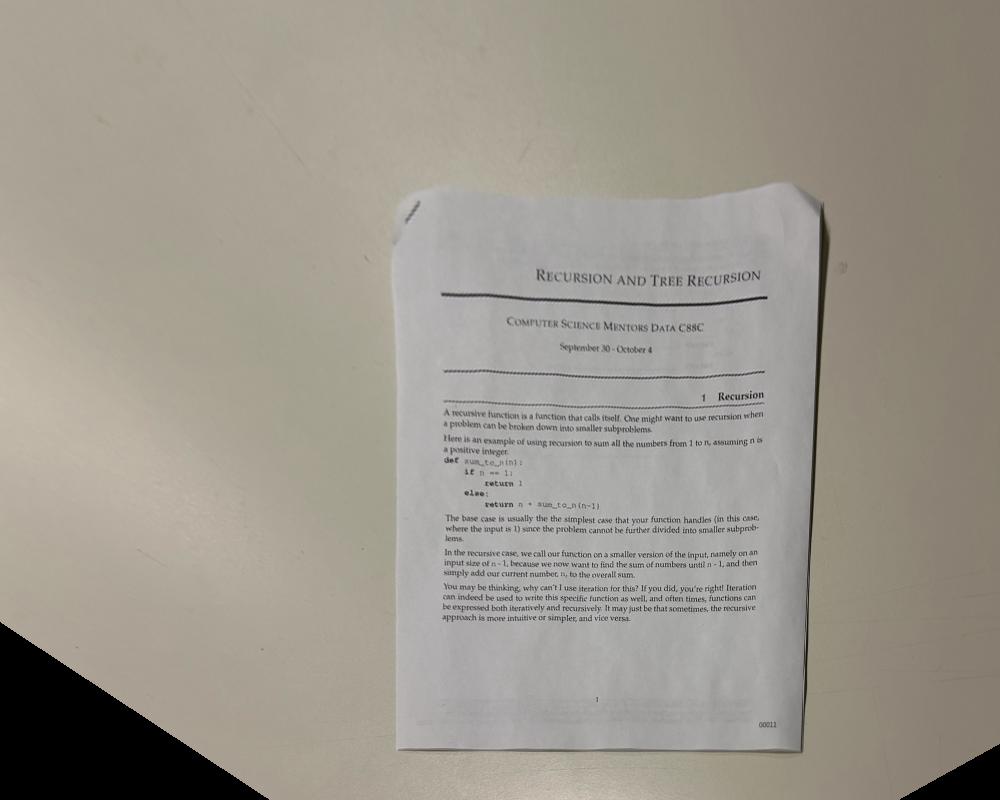 RECURSION AND TREE RECURSION
COMPUTER SCIENCE MENTORS DATA C88C
September 30 - October 4
1 Recursion
A recursive function is a function that calls itself. One might want to use recursion when
a problem can be broken down into smaller subproblems.
Here is an example of using recursion to sum all the numbers from 1 to n, assuming n is
a positive integer.
def sum_to_n(n):
    if n == 1:
        return 1
    else:
        return n + sum_to_n(n-1)
The base case is usually the the simplest case that your function handles (in this case,
where the input is 1) since the problem cannot be further divided into smaller subprob-
lems.
In the recursive case, we call our function on a smaller version of the input, namely on an
input size of n - 1, because we now want to find the sum of numbers until n - 1, and then
simply add our current number, n, to the overall sum.
You may be thinking, why can't I use iteration for this? If you did, you're right! Iteration
can indeed be used to write this specific function as well, and often times, functions can
be expressed both iteratively and recursively. It may just be that sometimes, the recursive
approach is more intuitive or simpler, and vice versa.
1
00011